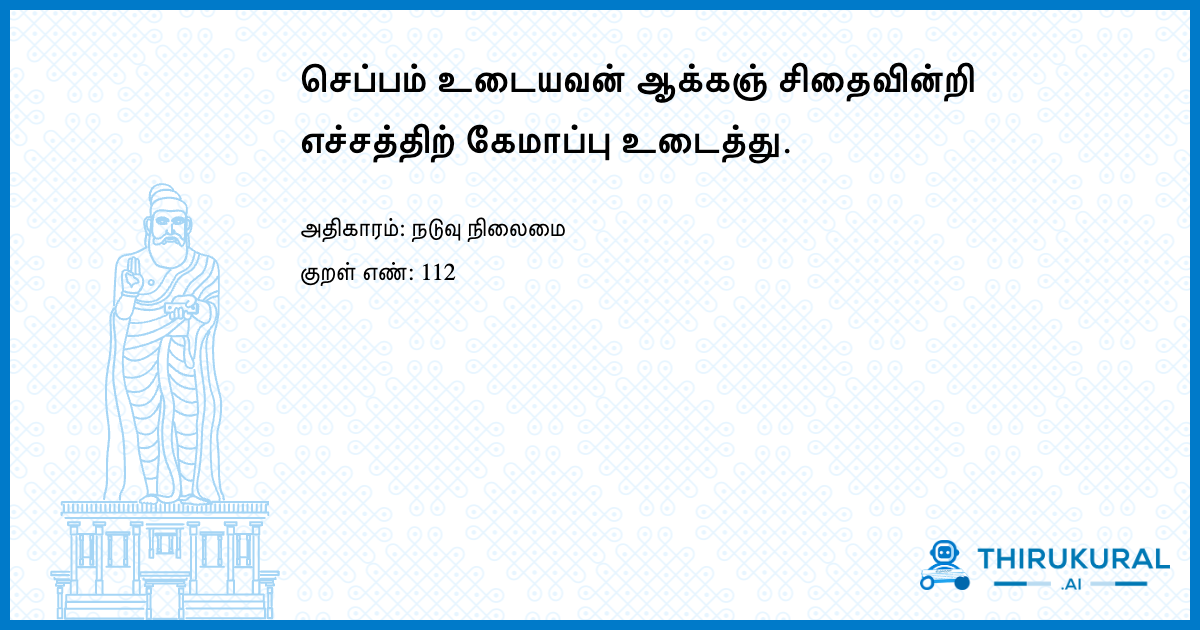 செப்பம் உடையவன் ஆக்கஞ் சிதைவின்றி
எச்சத்திற் கேமாப்பு உடைத்து.
அதிகாரம்: நடுவு நிலைமை
குறள் எண்: 112
THIRUKURAL
.AI